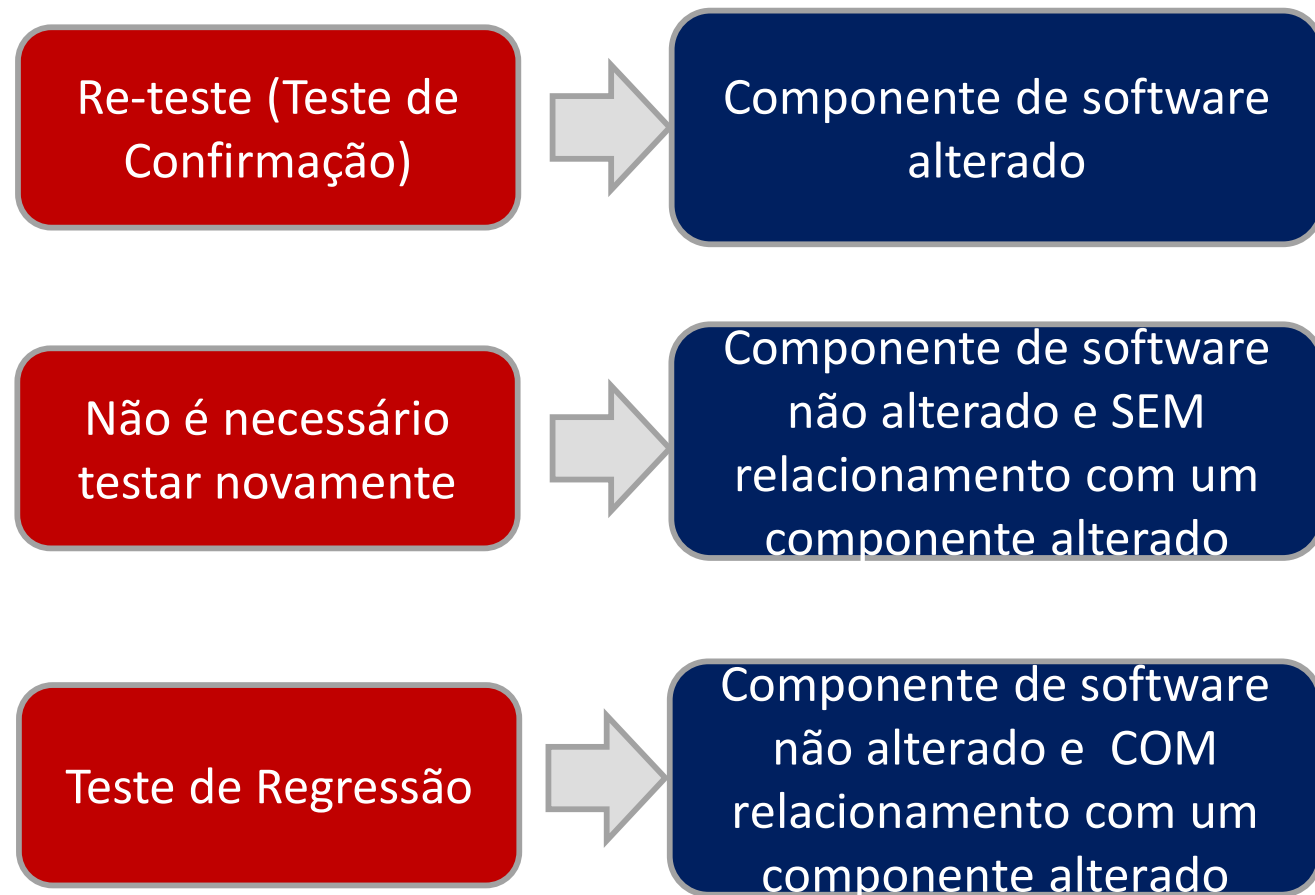 Re-teste (Teste de
Confirmação)
Componente de software
alterado
Não é necessário
testar novamente
Componente de software
não alterado e SEM
relacionamento com um
componente alterado
Teste de Regressão
Componente de software
não alterado e  COM
relacionamento com um
componente alterado